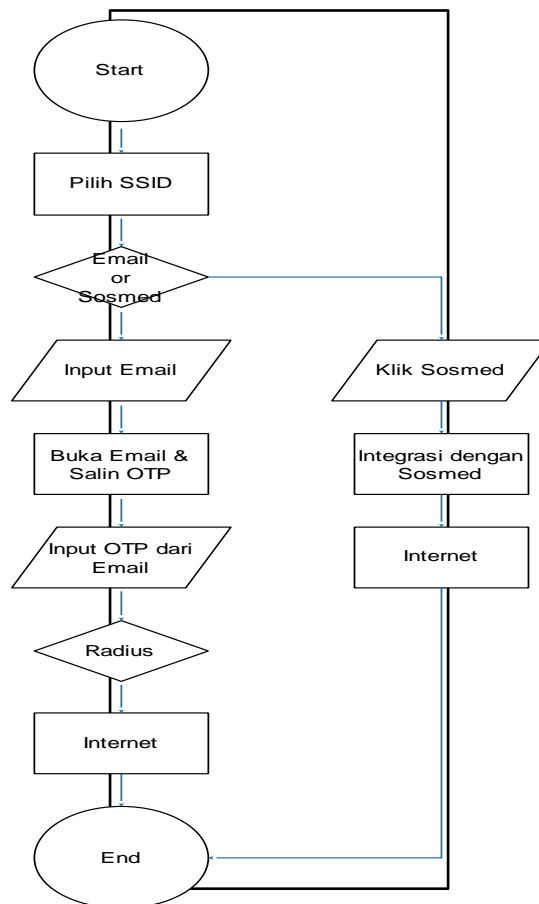 Start
Pilih SSID
Email
or
Sosmed
Input Email
Klik Sosmed
Buka Email &
Salin OTP
Integrasi dengan
Sosmed
Input OTP dari
Email
Internet
Radius
Internet
End